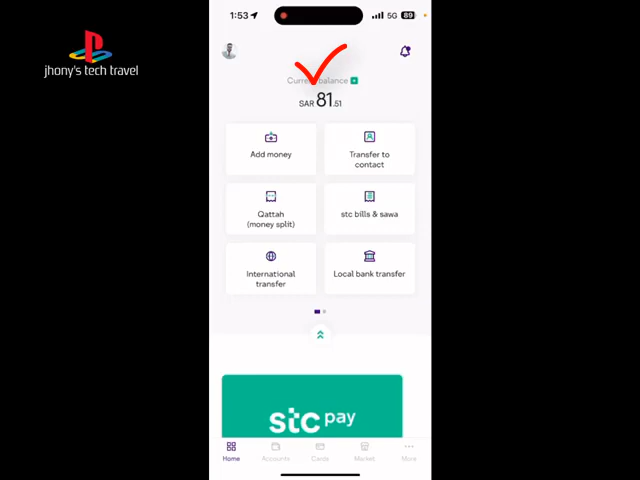 1:53
5G
89
jhony's tech travel
Current balance
SAR 81.51
Add money
Transfer to
contact
Qattah
(money split)
stc bills & sawa
International
transfer
Local bank transfer
stc pay
Home
Accounts
Cards
Market
More